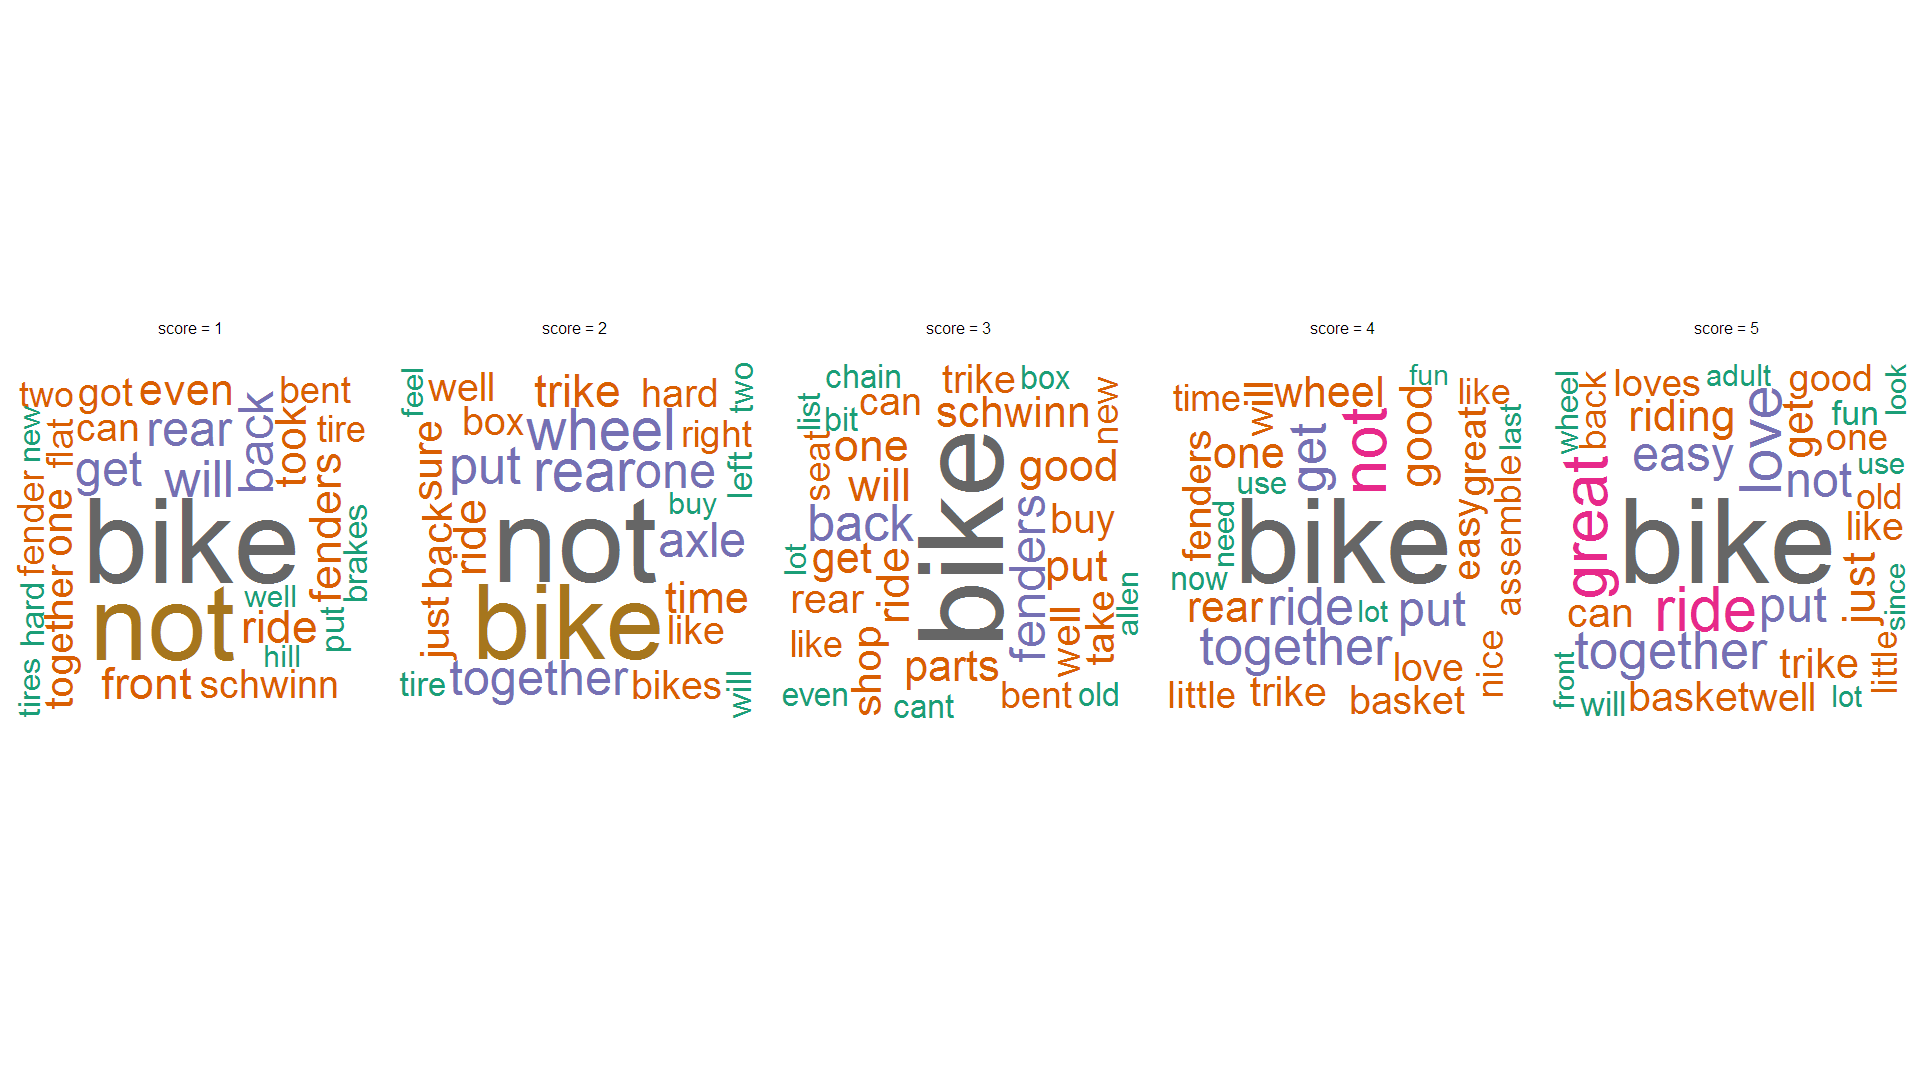 score = 1
two
got
even
bent
new
flat
can
rear
back
took
tire
get
will
fender
one
bike
fenders
brakes
not
well
ride
hill
put
hard
together
tires
front
schwinn
score = 2
feel
well
trike
hard
two
box
wheel
right
sure
put
rear
one
left
buy
back
ride
not
axle
just
bike
time
like
tire
together
bikes
will
score = 3
chain
trike
box
list
bit
can
schwinn
new
seat
one
good
will
back
bike
fenders
buy
lot
get
ride
put
rear
allen
like
shop
well
take
parts
even
cant
bent
old
score = 4
time
will
wheel
fun
like
fenders
one
get
not
good
great
last
use
need
bike
easy
assemble
now
rear
ride
lot
put
together
love
nice
little
trike
basket
score = 5
wheel
back
loves
adult
good
look
riding
love
get
fun
one
great
easy
not
use
old
bike
like
can
ride
put
just
since
together
trike
little
front
will
basket
well
lot